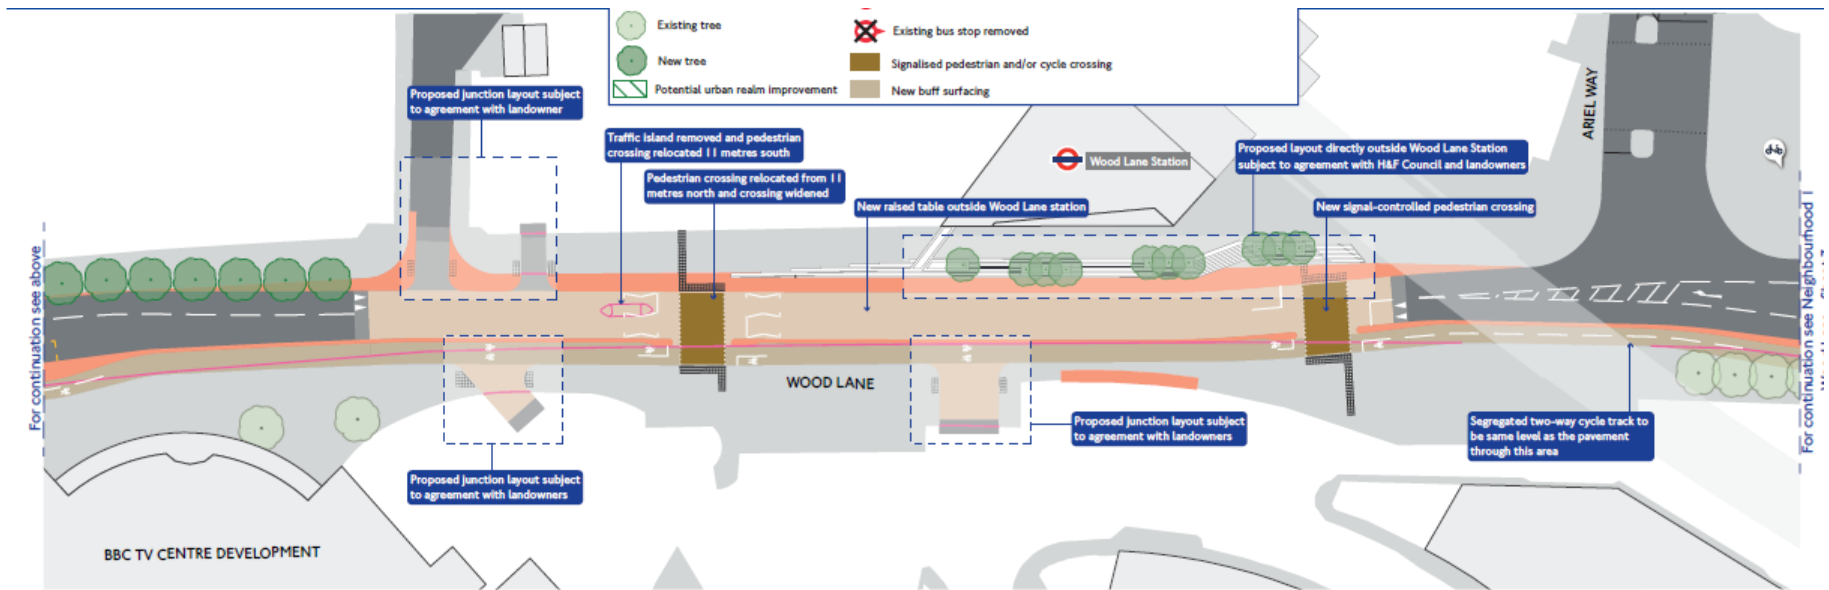 Existing tree
New tree
Potential urban realm improvement
Existing bus stop removed
Signalised pedestrian and/or cycle crossing
New buff surfacing
Proposed junction layout subject
to agreement with landowner
Traffic island removed and pedestrian
crossing relocated 11 metres south
Pedestrian crossing relocated from 11
metres north and crossing widened
New raised table outside Wood Lane station
Wood Lane Station
Proposed layout directly outside Wood Lane Station
subject to agreement with H&F Council and landowners
New signal-controlled pedestrian crossing
ARIEL WAY
For continuation see above
For continuation see Neighbourhood 1
WOOD LANE
Proposed junction layout subject
to agreement with landowners
Segregated two-way cycle track to
be same level as the pavement
through this area
Proposed junction layout subject
to agreement with landowners
BBC TV CENTRE DEVELOPMENT